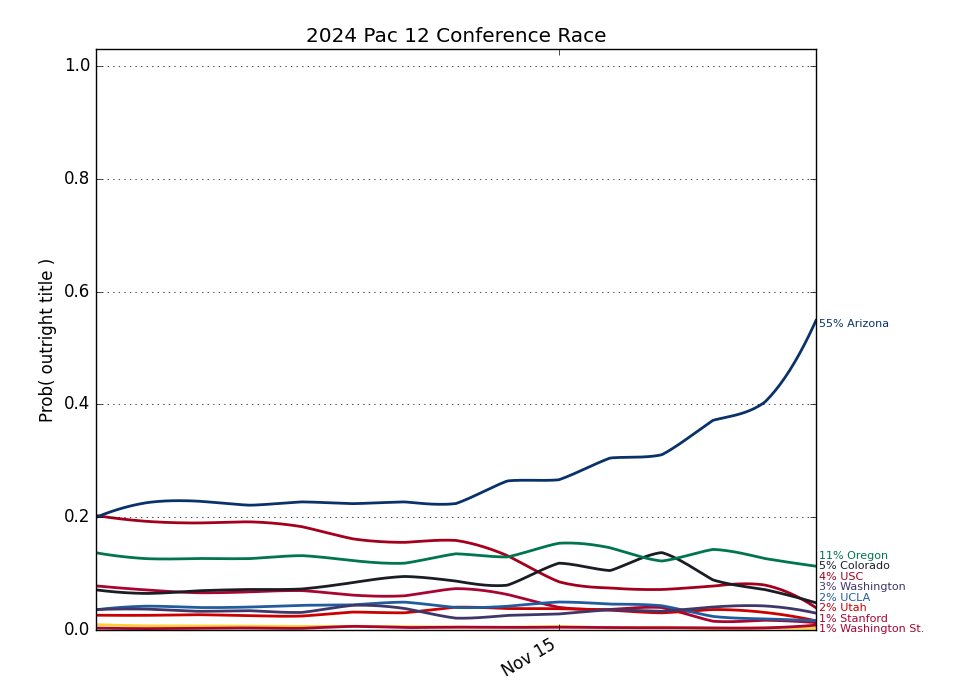 2024 Pac 12 Conference Race
Prob( outright title )
1.0
0.8
0.6
0.4
0.2
0.0
Nov 15
55% Arizona
11% Oregon
5% Colorado
4% USC
3% Washington
2% UCLA
2% Utah
1% Stanford
1% Washington St.